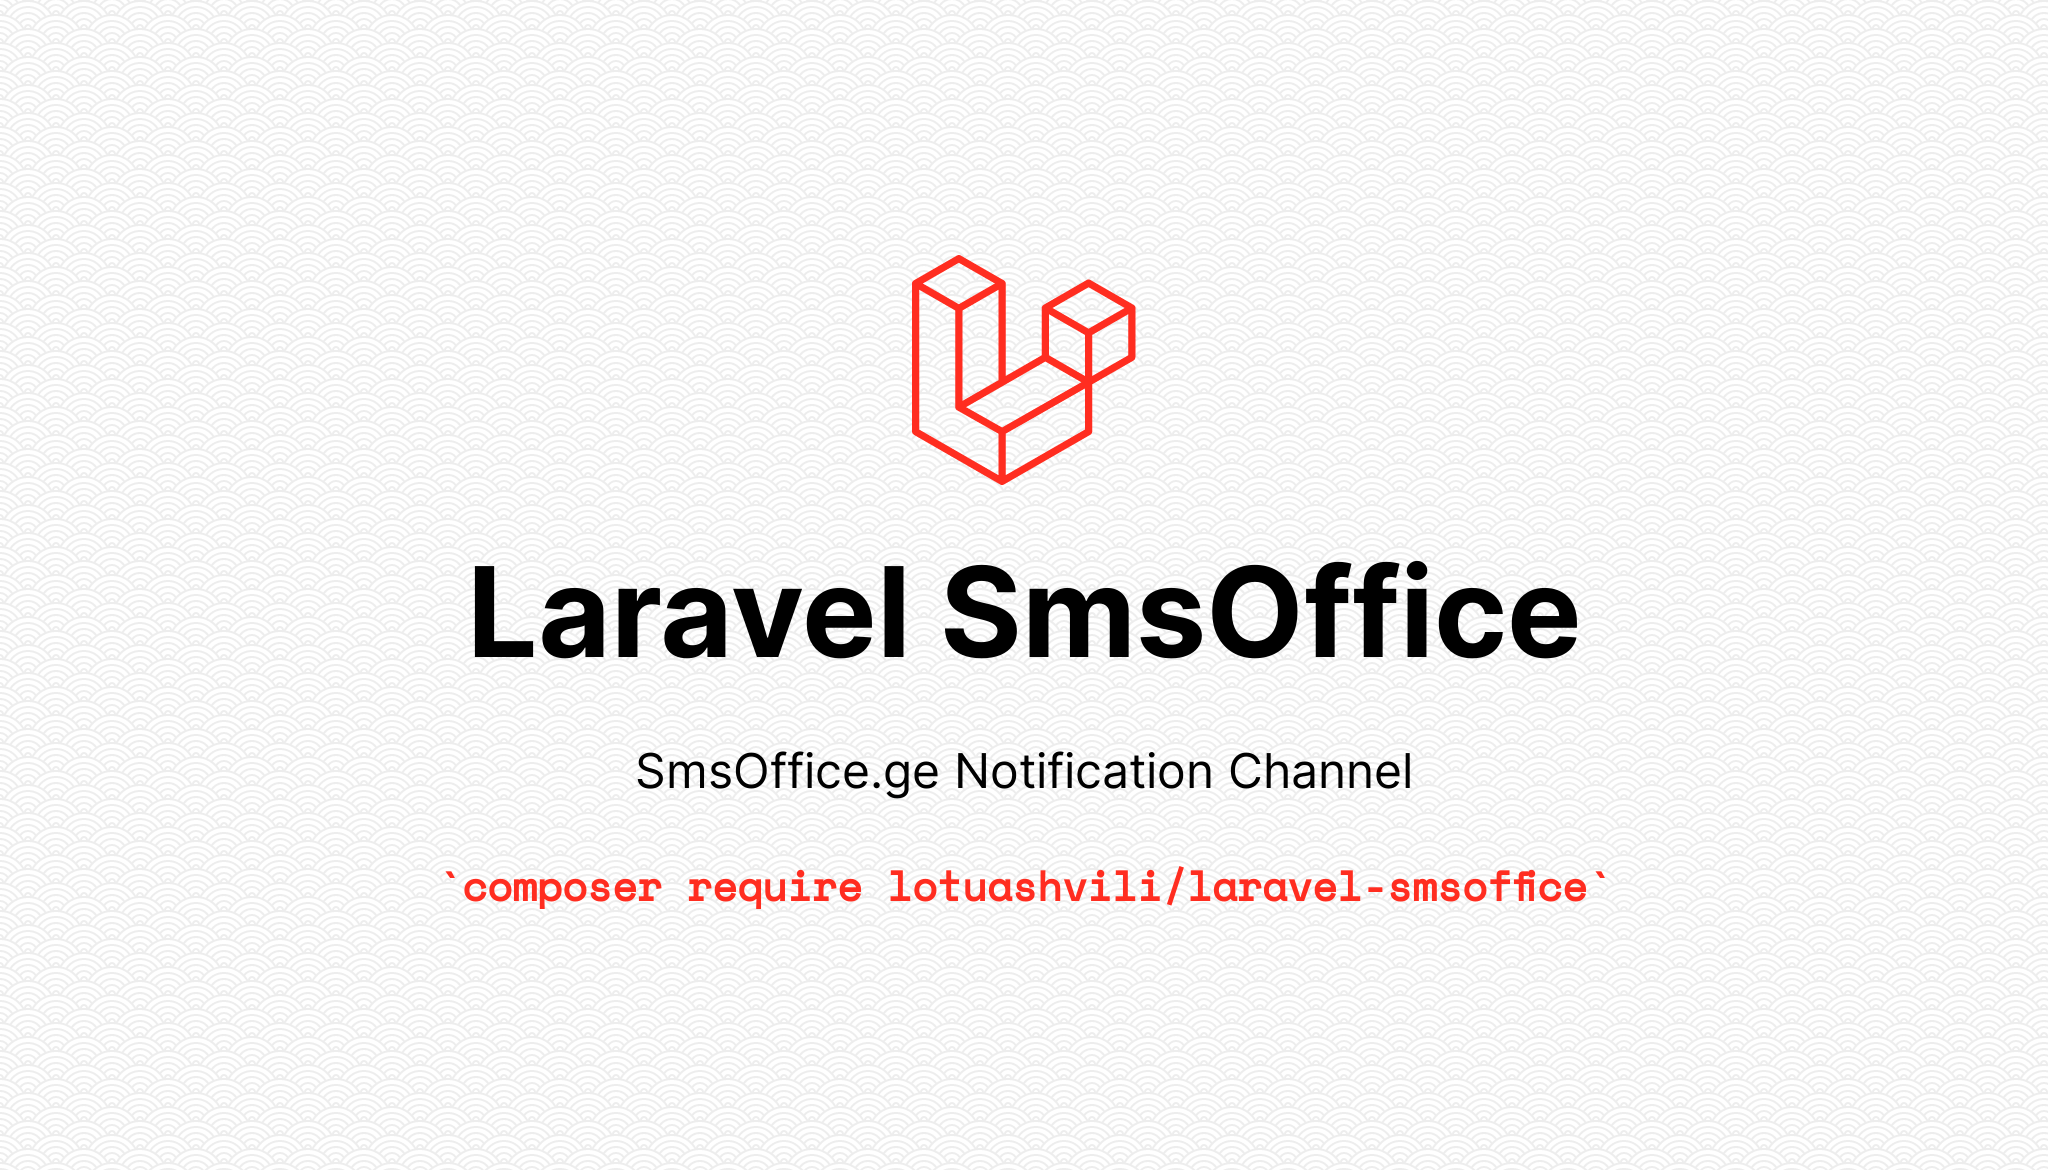 Laravel SmsOffice
SmsOffice.ge Notification Channel
`composer require lotuashvili/laravel-smsoffice`